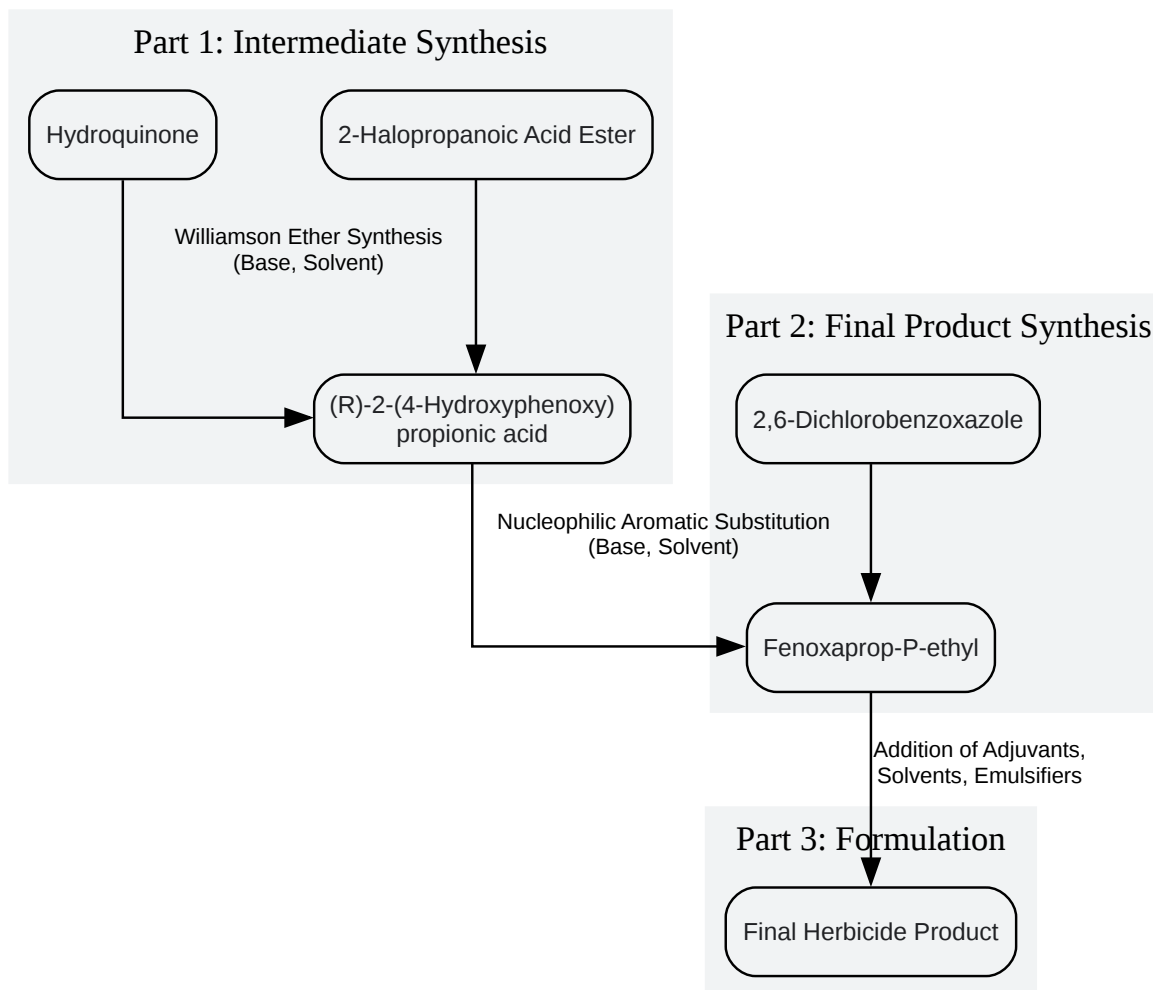 Part 1: Intermediate Synthesis
Hydroquinone
2-Halopropanoic Acid Ester
Williamson Ether Synthesis
(Base, Solvent)
(R)-2-(4-Hydroxyphenoxy)
propionic acid
Part 2: Final Product Synthesis
2,6-Dichlorobenzoxazole
Nucleophilic Aromatic Substitution
(Base, Solvent)
Fenoxaprop-P-ethyl
Addition of Adjuvants,
Solvents, Emulsifiers
Part 3: Formulation
Final Herbicide Product